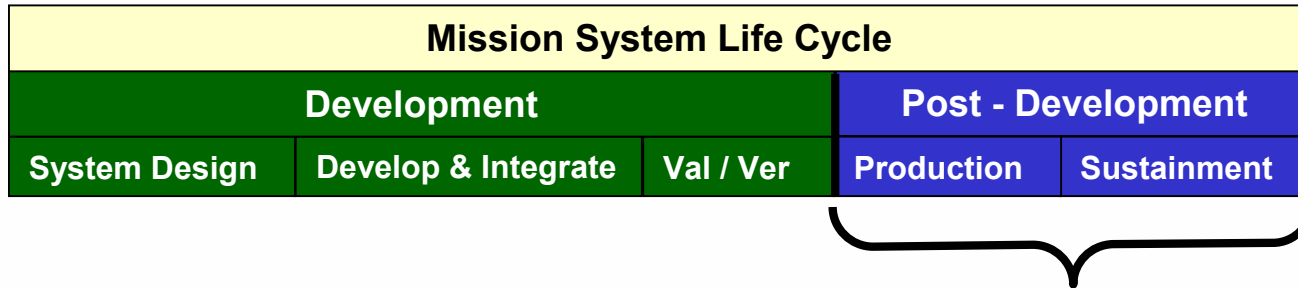 Mission System Life Cycle
Development Post - Development
System Design Develop & Integrate Val / Ver Production Sustainment